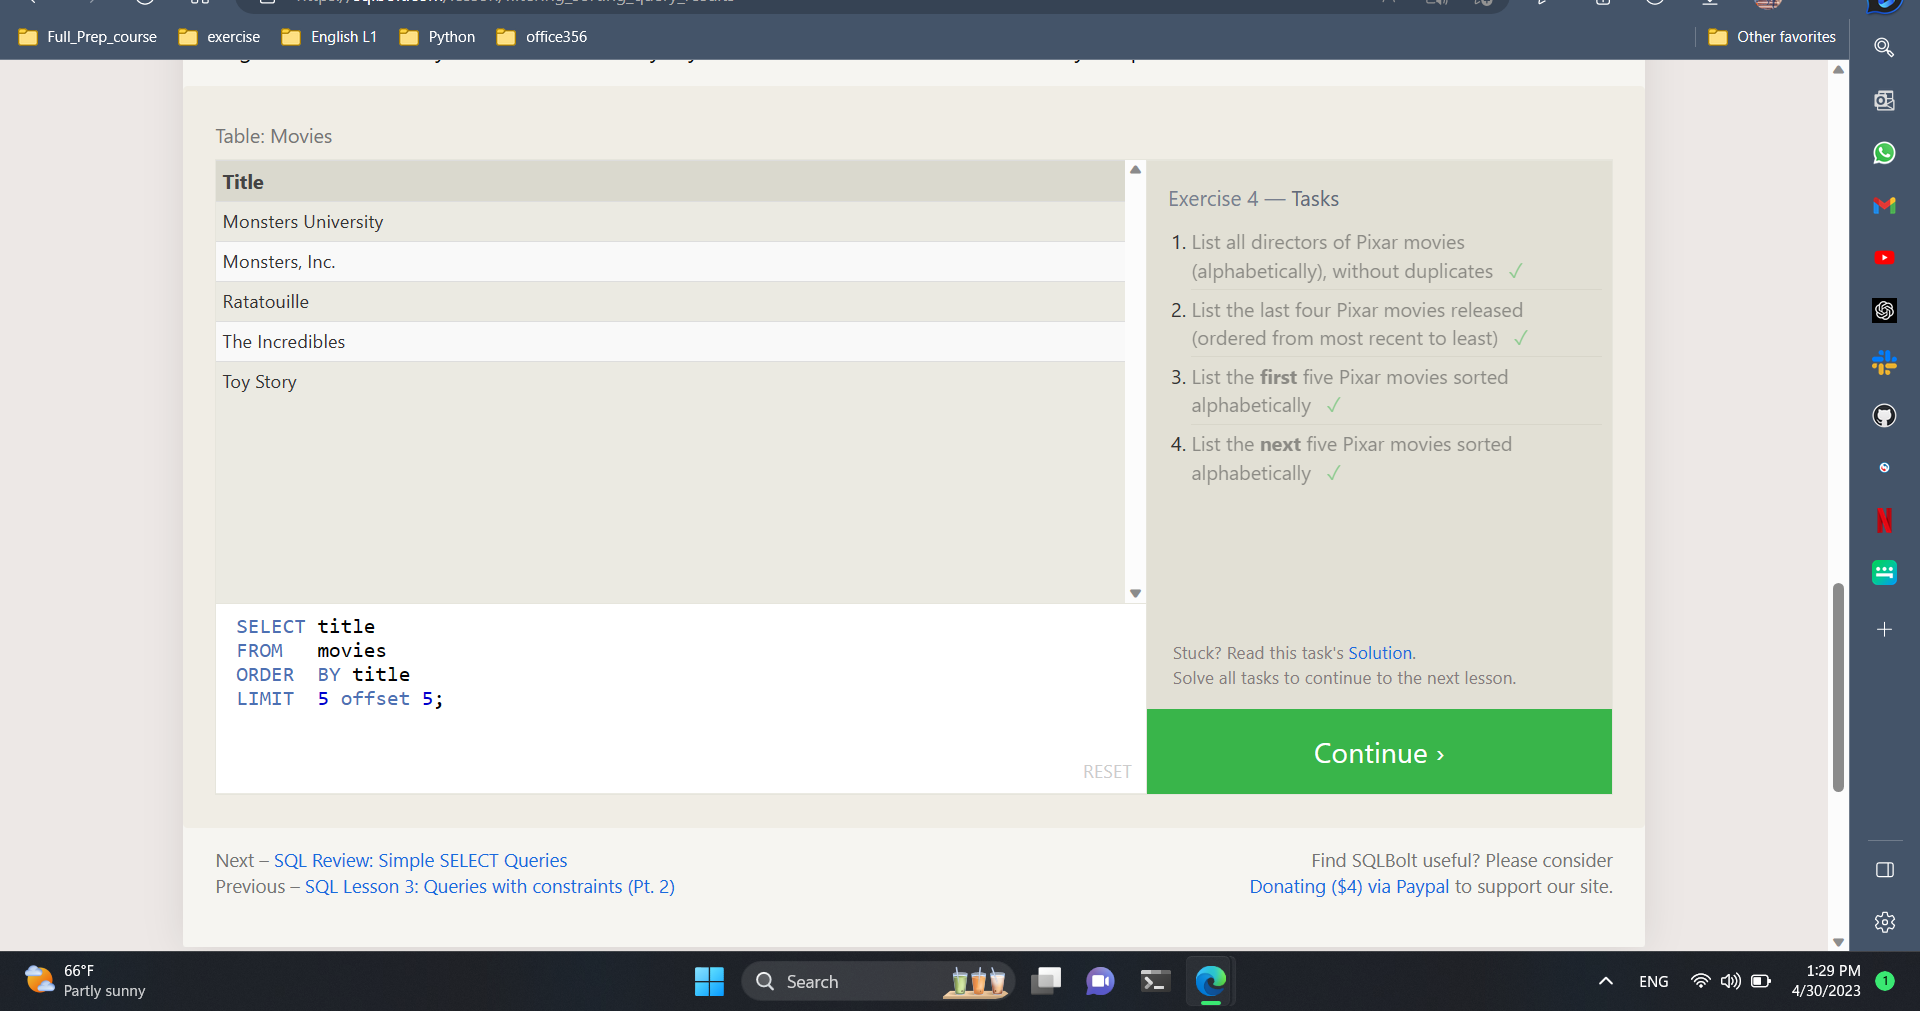 Full_Prep_course
exercise
English L1
Python
office356
Other favorites
Table: Movies
Title
Monsters University
Monsters, Inc.
Ratatouille
The Incredibles
Toy Story
Exercise 4 — Tasks
1. List all directors of Pixar movies
(alphabetically), without duplicates ✓
2. List the last four Pixar movies released
(ordered from most recent to least) ✓
3. List the first five Pixar movies sorted
alphabetically ✓
4. List the next five Pixar movies sorted
alphabetically ✓
Stuck? Read this task's Solution.
Solve all tasks to continue to the next lesson.
Continue ›
SELECT title
FROM movies
ORDER BY title
LIMIT 5 offset 5;
RESET
Next – SQL Review: Simple SELECT Queries
Previous – SQL Lesson 3: Queries with constraints (Pt. 2)
Find SQLBolt useful? Please consider
Donating ($4) via Paypal to support our site.
66°F
Partly sunny
Search
ENG
1:29 PM
4/30/2023
1